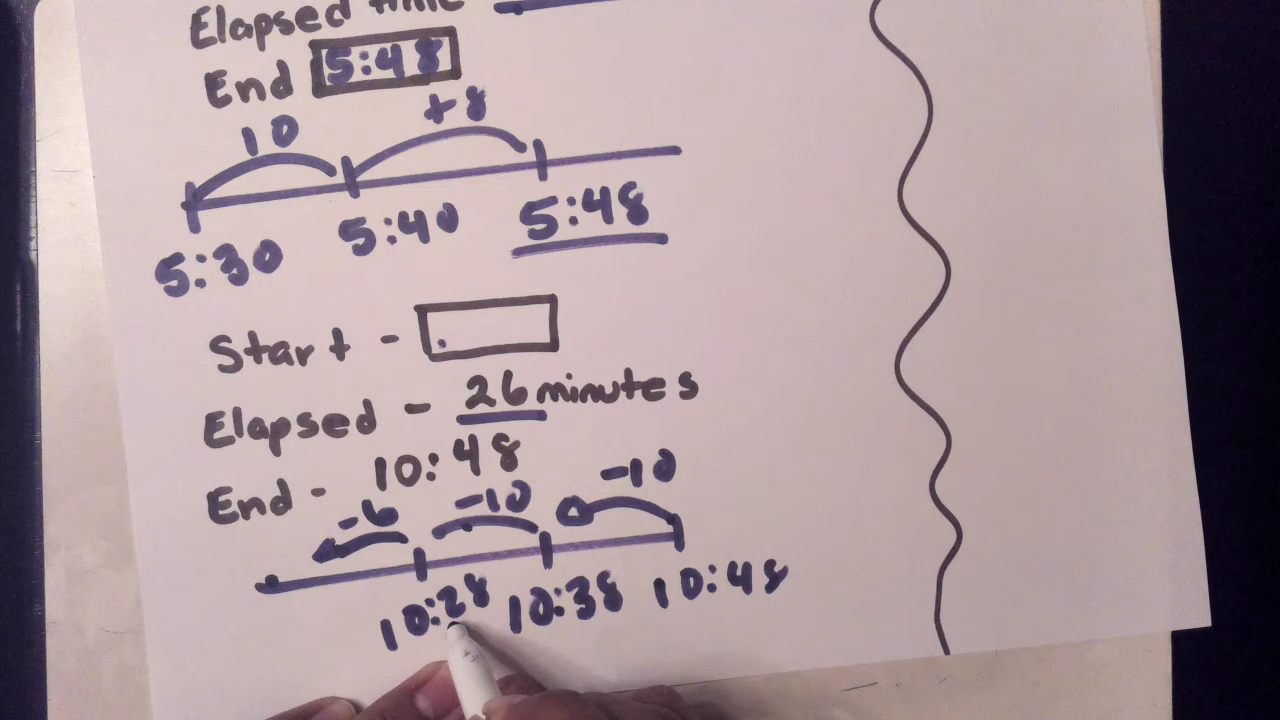 Elapsed time
End 5:48
10 +8
5:30 5:40 5:48
Start -
Elapsed - 26 minutes
End - 10:48
-6 -10 -10
10:28 10:38 10:48